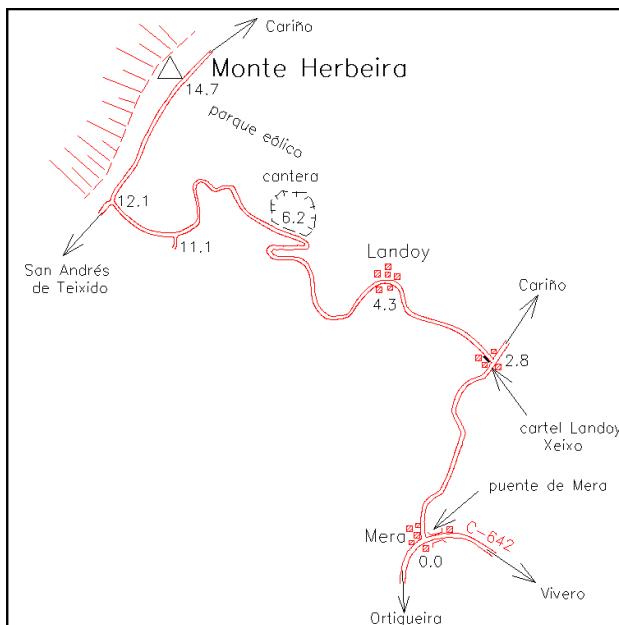 Cariño
Monte Herbeira
14.7
parque eólico
cantera
6.2
12.1
11.1
San Andrés
de Teixido
Landoy
4.3
Cariño
2.8
cartel Landoy
Xeixo
puente de Mera
Mera
C-642
0.0
Vivero
Ortigueira